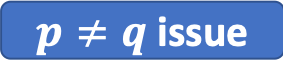 p ≠ q issue